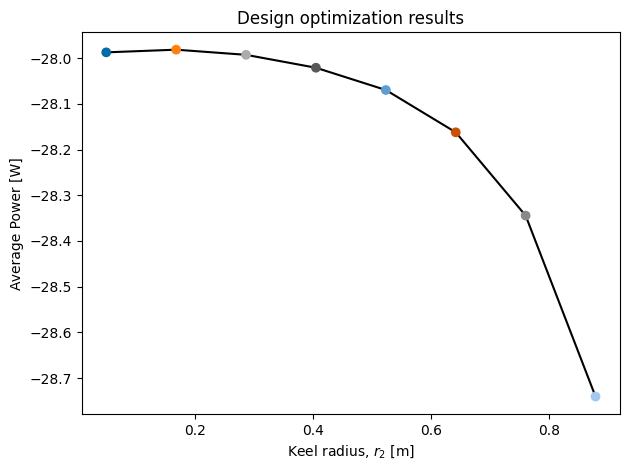 Design optimization results
Average Power [W]
−28.0
−28.1
−28.2
−28.3
−28.4
−28.5
−28.6
−28.7
0.2 0.4 0.6 0.8
Keel radius, r₂ [m]